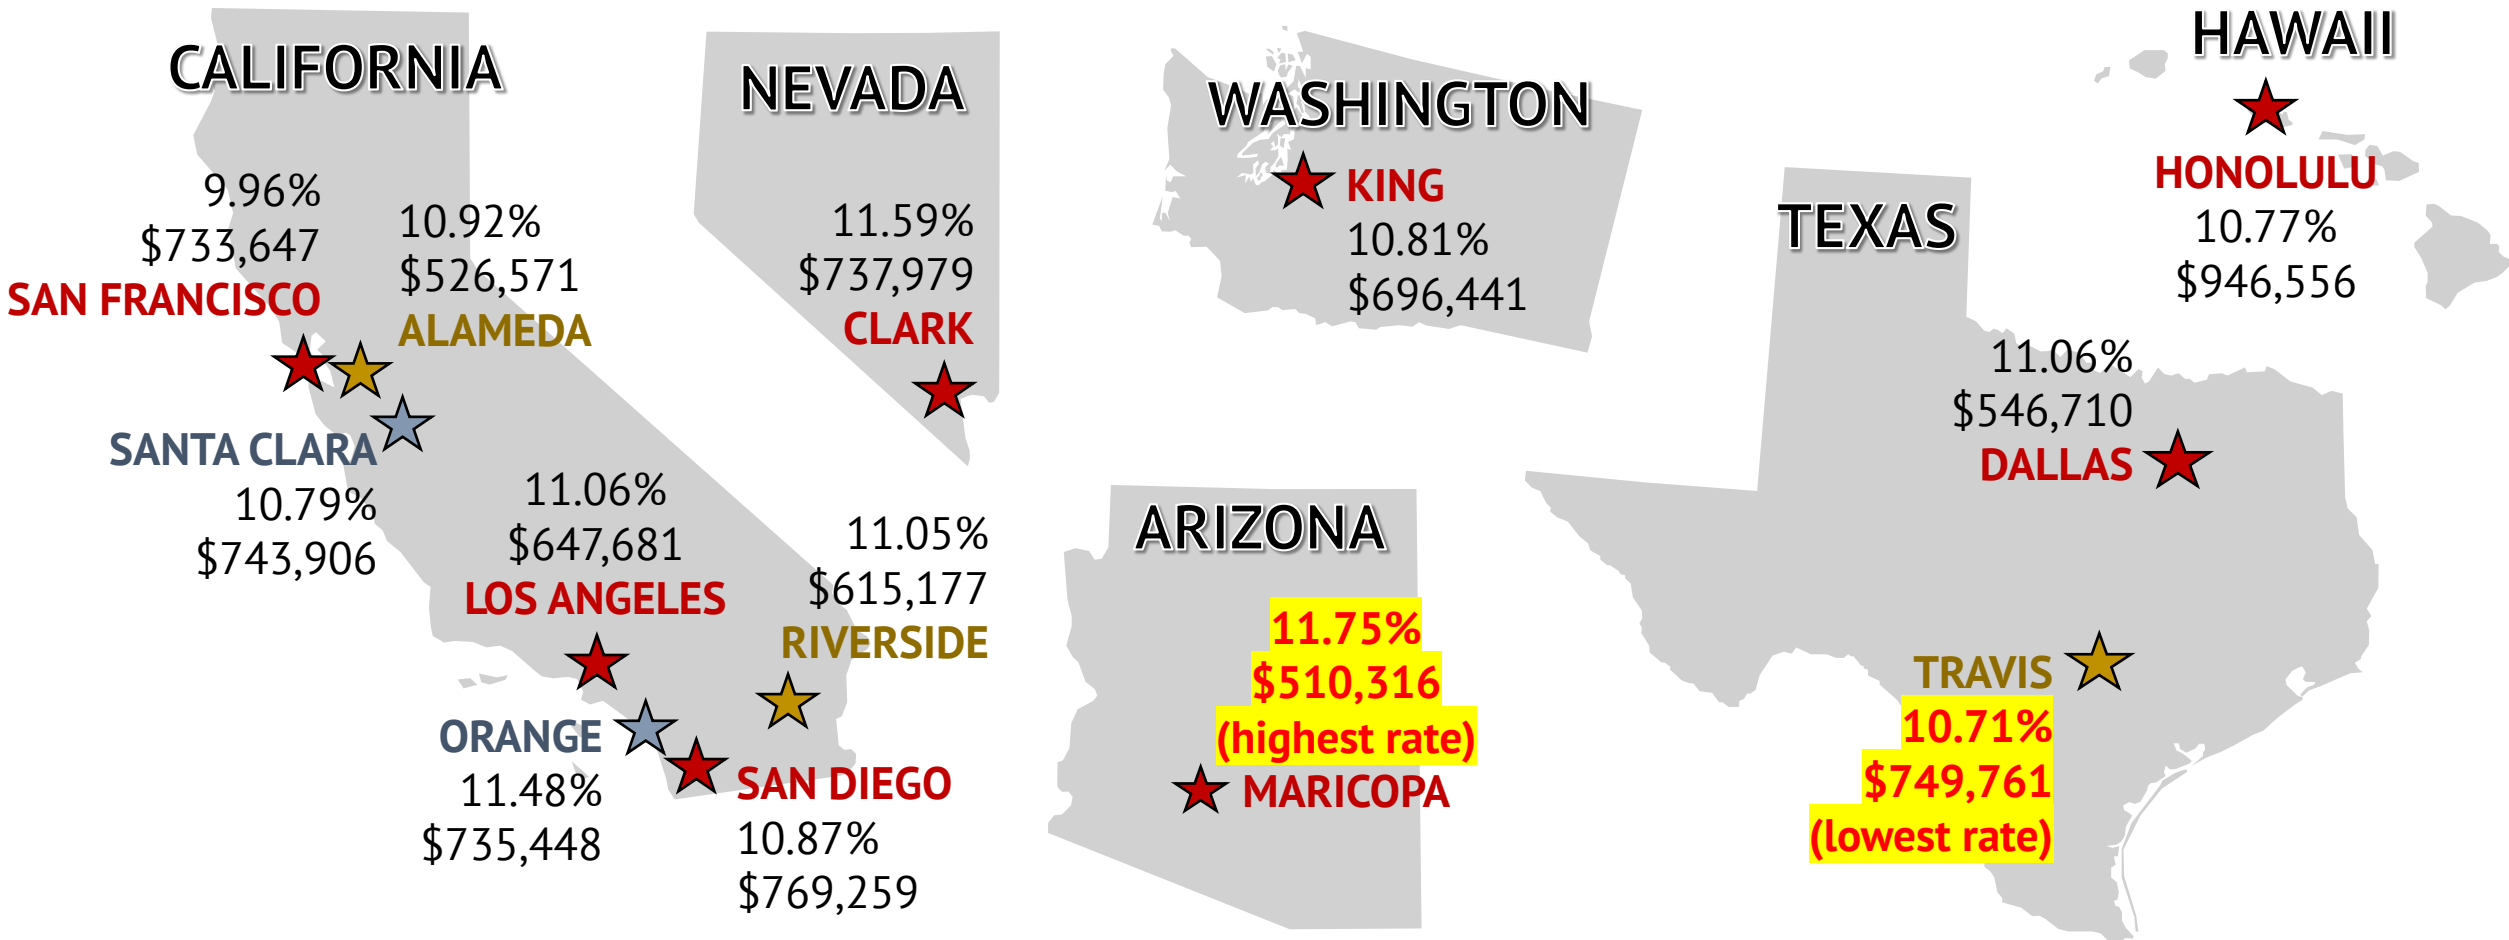 CALIFORNIA
9.96%
$733,647
SAN FRANCISCO
10.92%
$526,571
ALAMEDA
SANTA CLARA
10.79%
$743,906
11.06%
$647,681
LOS ANGELES
11.05%
$615,177
RIVERSIDE
ORANGE
11.48%
$735,448
SAN DIEGO
10.87%
$769,259
NEVADA
11.59%
$737,979
CLARK
WASHINGTON
KING
10.81%
$696,441
ARIZONA
11.75%
$510,316
(highest rate)
MARICOPA
TEXAS
11.06%
$546,710
DALLAS
TRAVIS
10.71%
$749,761
(lowest rate)
HAWAII
HONOLULU
10.77%
$946,556